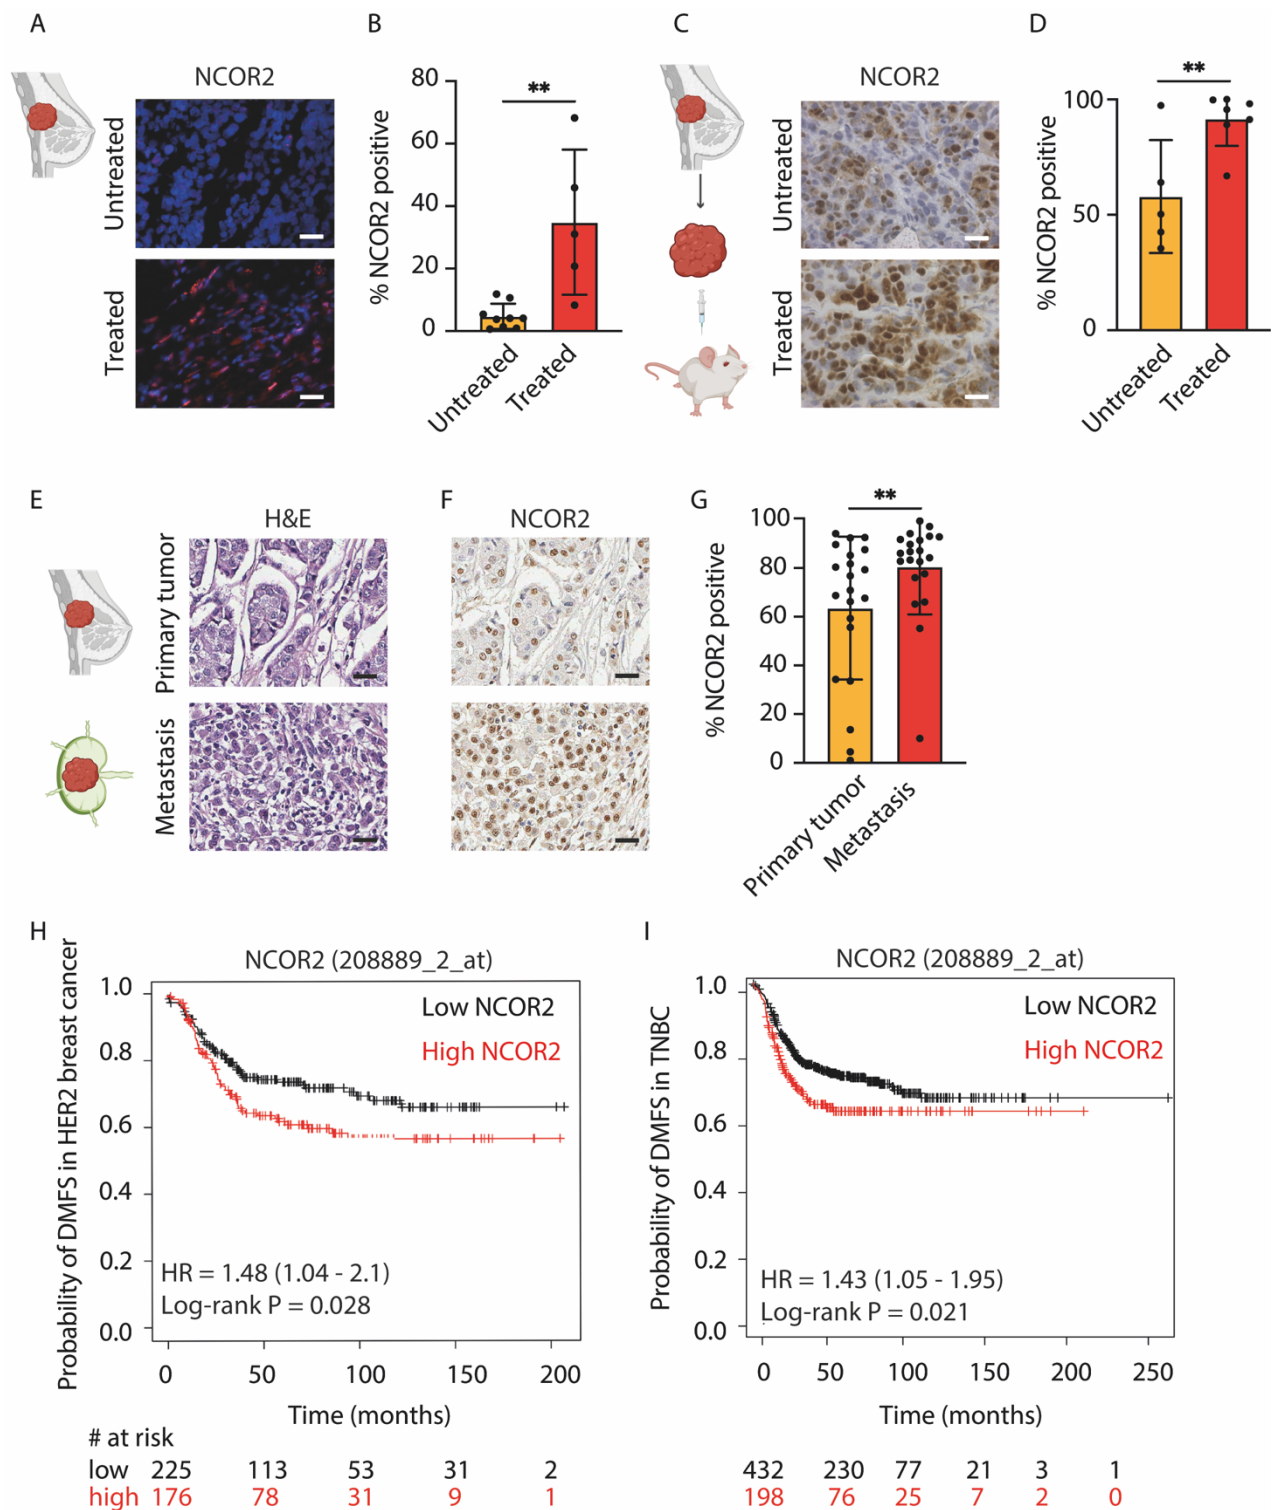 A
NCOR2
Untreated
Treated
B
% NCOR2 positive
80
60
40
20
0
**
Untreated
Treated
C
NCOR2
Untreated
Treated
D
% NCOR2 positive
100
50
0
**
Untreated
Treated
E
H&E
Primary tumor
Metastasis
F
NCOR2
G
% NCOR2 positive
100
80
60
40
20
0
**
Primary tumor
Metastasis
H
NCOR2 (208889_2_at)
Probability of DMFS in HER2 breast cancer
1.0
0.8
0.6
0.4
0.2
0.0
Low NCOR2
High NCOR2
HR = 1.48 (1.04 - 2.1)
Log-rank P = 0.028
0 50 100 150 200
Time (months)
# at risk
low 225 113 53 31 2
high 176 78 31 9 1
I
NCOR2 (208889_2_at)
Probability of DMFS in TNBC
1.0
0.8
0.6
0.4
0.2
0.0
Low NCOR2
High NCOR2
HR = 1.43 (1.05 - 1.95)
Log-rank P = 0.021
0 50 100 150 200 250
Time (months)
432 230 77 21 3 1
198 76 25 7 2 0